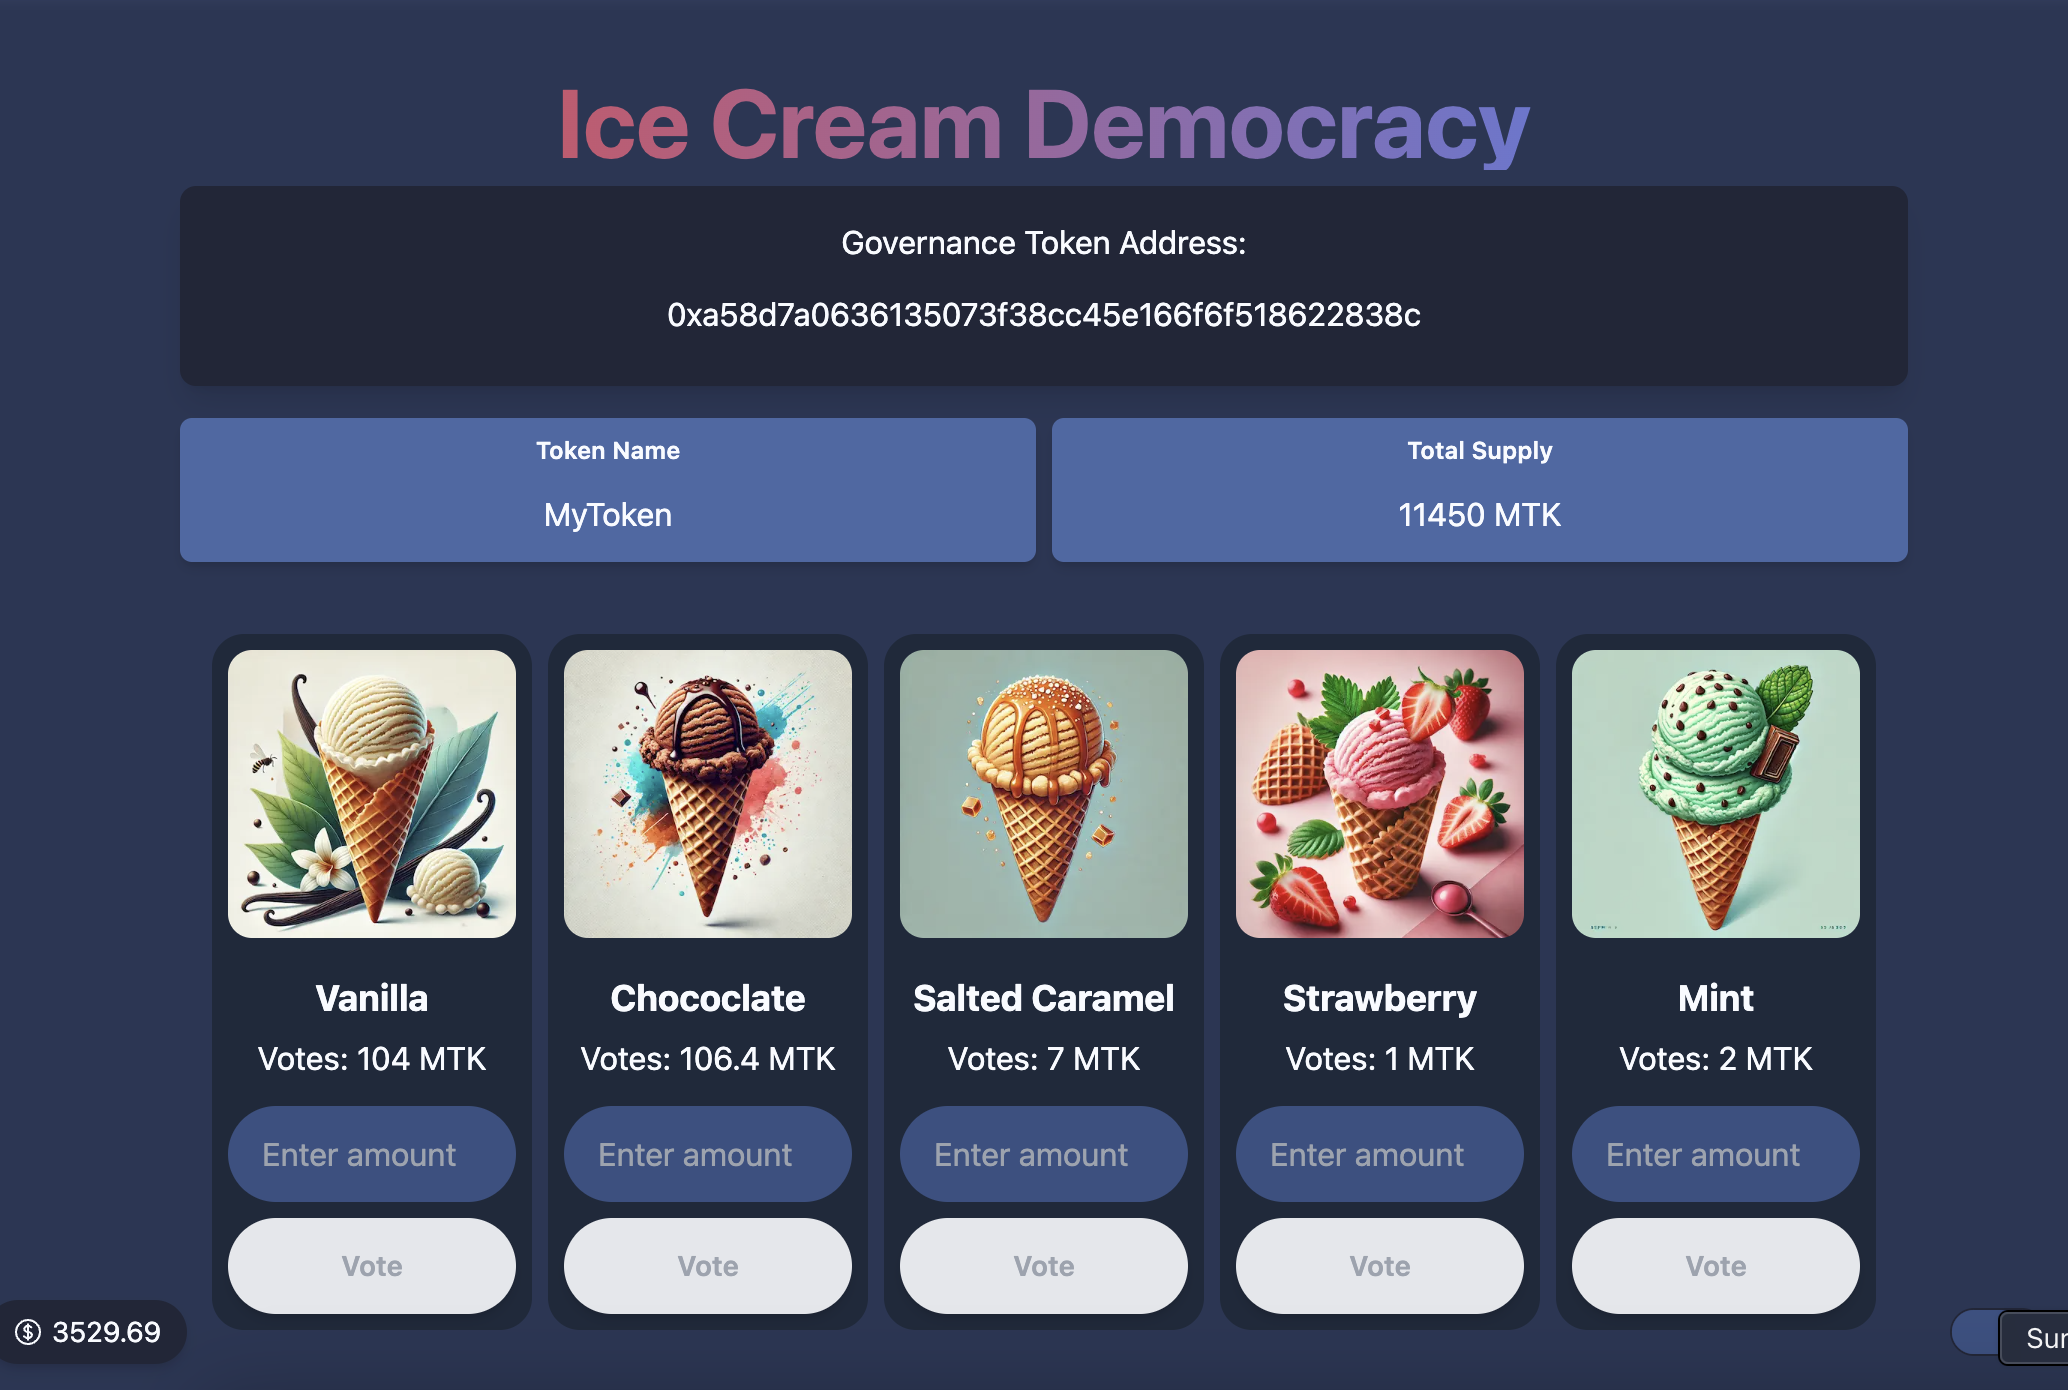 Ice Cream Democracy
Governance Token Address:
0xa58d7a0636135073f38cc45e166f6f518622838c
Token Name
MyToken
Total Supply
11450 MTK
Vanilla
Votes: 104 MTK
Enter amount
Vote
Chococlate
Votes: 106.4 MTK
Enter amount
Vote
Salted Caramel
Votes: 7 MTK
Enter amount
Vote
Strawberry
Votes: 1 MTK
Enter amount
Vote
Mint
Votes: 2 MTK
Enter amount
Vote
3529.69